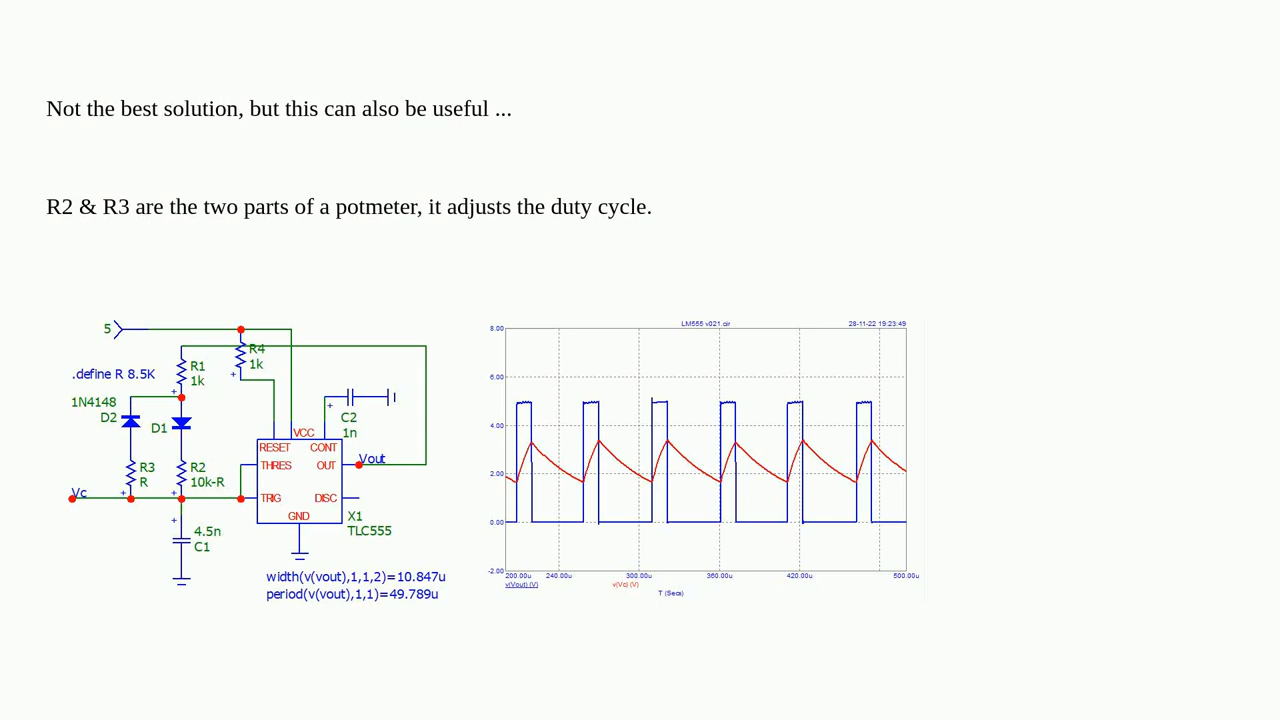 Not the best solution, but this can also be useful ...
R2 & R3 are the two parts of a potmeter, it adjusts the duty cycle.
5
R4
1k
.define R 8.5K
R1
1k
1N4148
D2
D1
C2
1n
VCC
RESET CONT
THRES OUT
Vout
R3
R
R2
10k-R
Vc
TRIG DISC
GND
X1
TLC555
4.5n
C1
width(v(vout),1,1,2)=10.847u
period(v(vout),1,1)=49.789u
LM555 v021.cir 28-11-22 19:23:49
8.00
6.00
4.00
2.00
0.00
-2.00
200.00u 240.00u 300.00u 360.00u 420.00u 500.00u
v(Vout) (V) v(Vc) (V)
T (Secs)